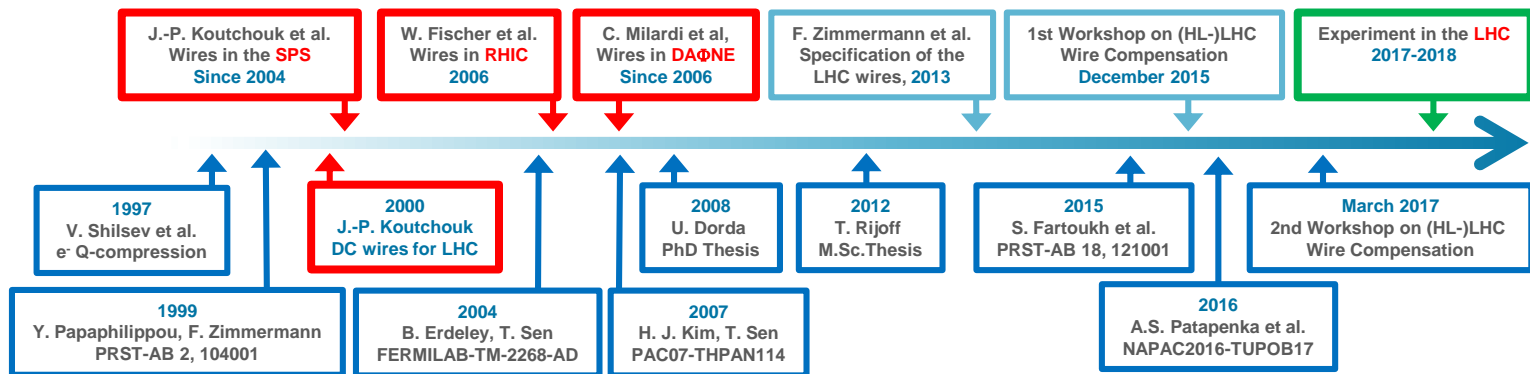 J.-P. Koutchouk et al.
Wires in the SPS
Since 2004
W. Fischer et al.
Wires in RHIC
2006
C. Milardi et al,
Wires in DAΦNE
Since 2006
F. Zimmermann et al.
Specification of the
LHC wires, 2013
1st Workshop on (HL-)LHC
Wire Compensation
December 2015
Experiment in the LHC
2017-2018
1997
V. Shilsev et al.
e- Q-compression
2000
J.-P. Koutchouk
DC wires for LHC
2008
U. Dorda
PhD Thesis
2012
T. Rijoff
M.Sc.Thesis
2015
S. Fartoukh et al.
PRST-AB 18, 121001
March 2017
2nd Workshop on (HL-)LHC
Wire Compensation
1999
Y. Papaphilippou, F. Zimmermann
PRST-AB 2, 104001
2004
B. Erdeley, T. Sen
FERMILAB-TM-2268-AD
2007
H. J. Kim, T. Sen
PAC07-THPAN114
2016
A.S. Patapenka et al.
NAPAC2016-TUPOB17